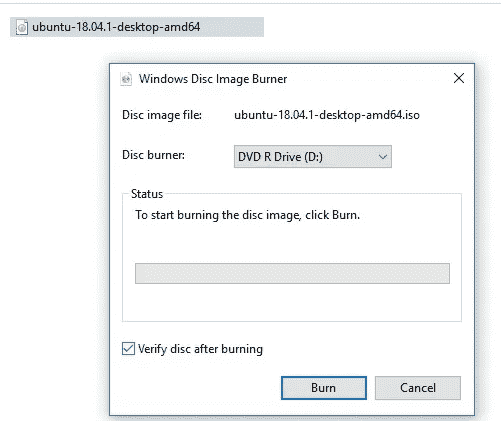 ubuntu-18.04.1-desktop-amd64
Windows Disc Image Burner
Disc image file: ubuntu-18.04.1-desktop-amd64.iso
Disc burner: DVD R Drive (D:)
Status
To start burning the disc image, click Burn.
Verify disc after burning
Burn Cancel